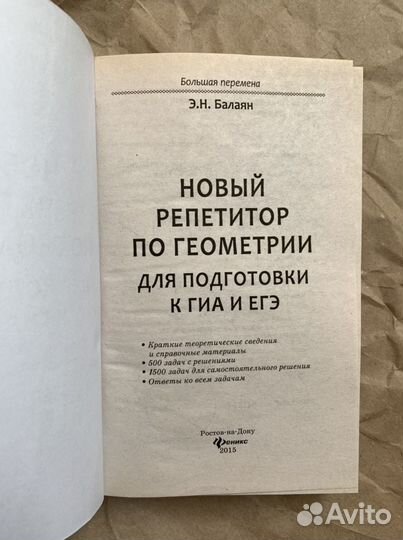 Большая перемена
Э.Н. Балаян
НОВЫЙ
РЕПЕТИТОР
ПО ГЕОМЕТРИИ
ДЛЯ ПОДГОТОВКИ
К ГИА И ЕГЭ
• Краткие теоретические сведения
и справочные материалы
• 500 задач с решениями
• 1500 задач для самостоятельного решения
• Ответы ко всем задачам
Ростов-на-Дону
Феникс
2015
Avito